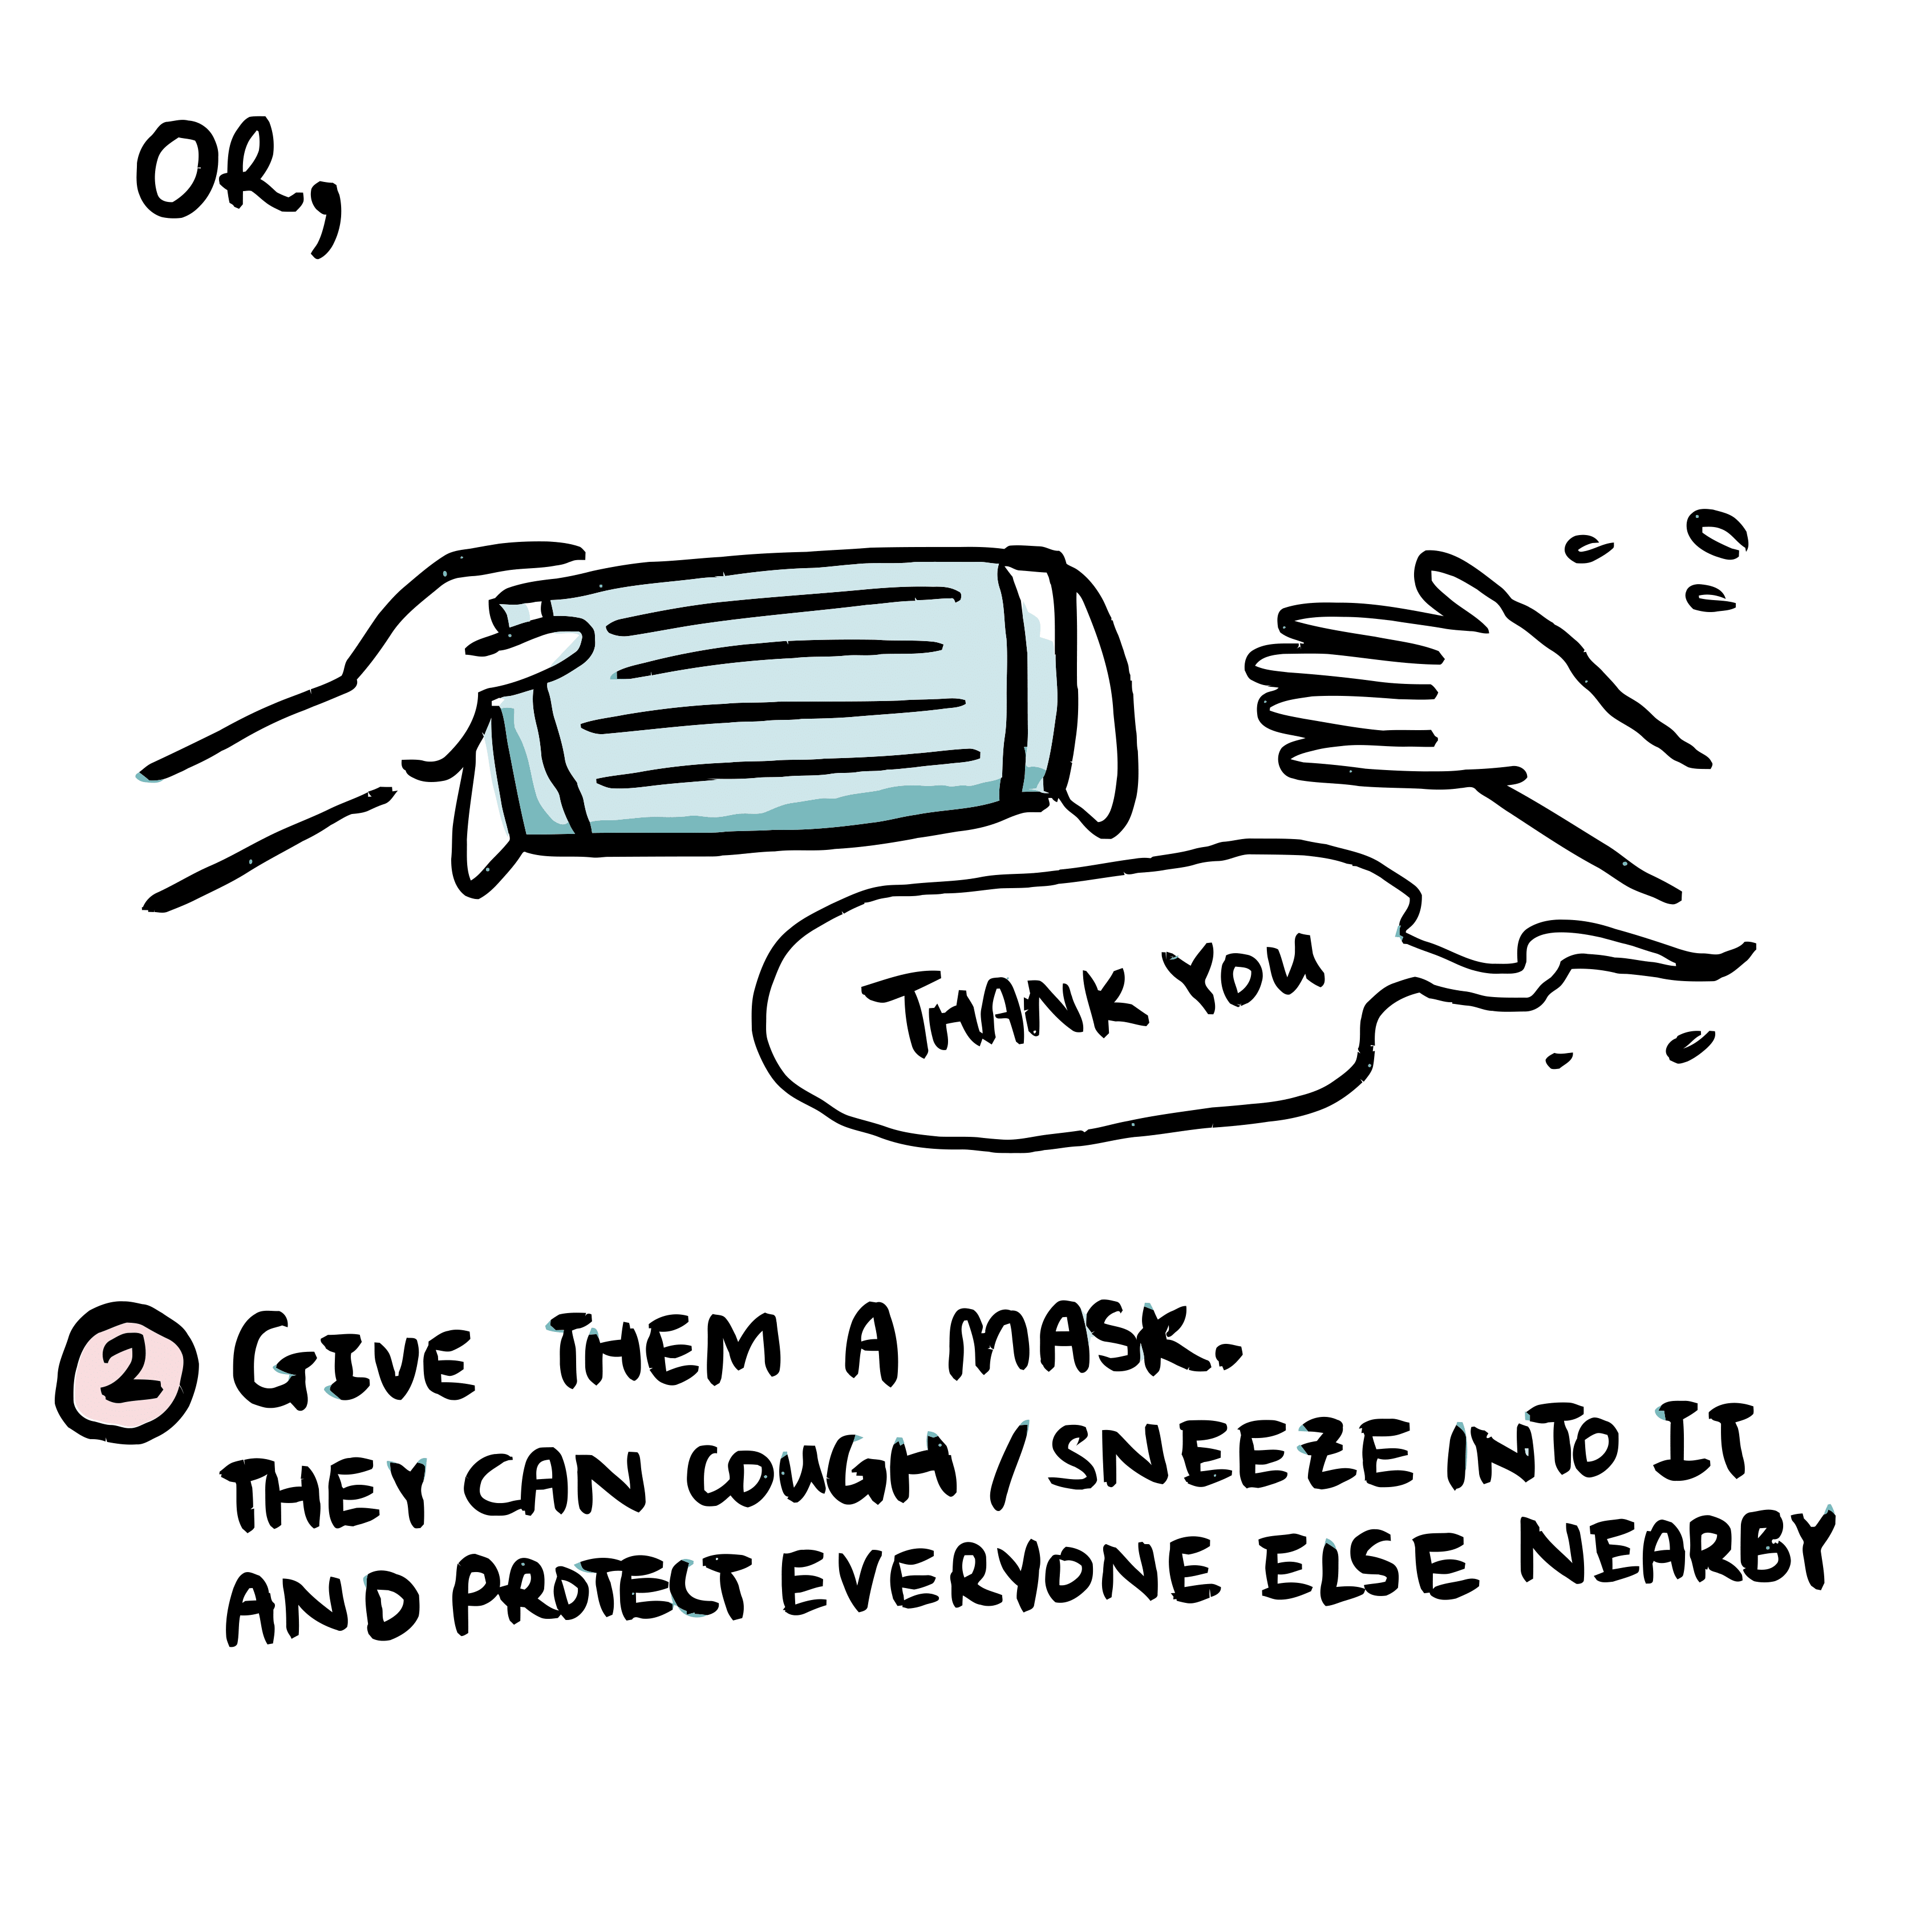 OR,
THANK YOU
2 GIVE THEM A MASK.
THEY CAN COUGH / SNEEZE INTO IT
AND PROTECT EVERYONE ELSE NEARBY